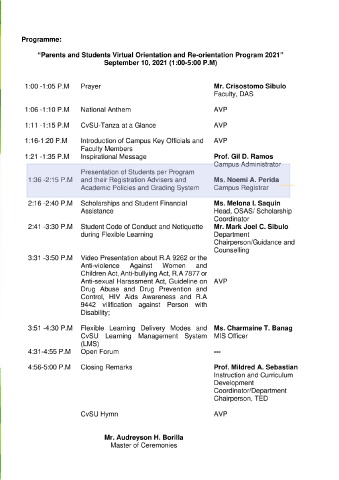 Programme:
“Parents and Students Virtual Orientation and Re-orientation Program 2021”
September 10, 2021 (1:00-5:00 P.M)
1:00 -1:05 P.M Prayer Mr. Crisostomo Sibulo
Faculty, DAS
1:06 -1:10 P.M National Anthem AVP
1:11 -1:15 P.M CvSU-Tanza at a Glance AVP
1:16-1:20 P.M Introduction of Campus Key Officials and AVP
Faculty Members
1:21 -1:35 P.M Inspirational Message Prof. Gil D. Ramos
Campus Administrator
Presentation of Students per Program
1:36 -2:15 P.M and their Registration Advisers and Ms. Noemi A. Perida
Academic Policies and Grading System Campus Registrar
2:16 -2:40 P.M Scholarships and Student Financial Ms. Melona I. Saquin
Assistance Head, OSAS/ Scholarship
Coordinator
2:41 -3:30 P.M Student Code of Conduct and Netiquette Mr. Mark Joel C. Sibulo
during Flexible Learning Department
Chairperson/Guidance and
Counselling
3:31 -3:50 P.M Video Presentation about R.A 9262 or the
Anti-violence Against Women and
Children Act, Anti-bullying Act, R.A 7877 or
Anti-sexual Harassment Act, Guideline on AVP
Drug Abuse and Drug Prevention and
Control, HIV Aids Awareness and R.A
9442 vilification against Person with
Disability;
3:51 -4:30 P.M Flexible Learning Delivery Modes and Ms. Charmaine T. Banag
CvSU Learning Management System MIS Officer
(LMS)
4:31-4:55 P.M Open Forum ---
4:56-5:00 P.M Closing Remarks Prof. Mildred A. Sebastian
Instruction and Curriculum
Development
Coordinator/Department
Chairperson, TED
CvSU Hymn AVP
Mr. Audreyson H. Borilla
Master of Ceremonies